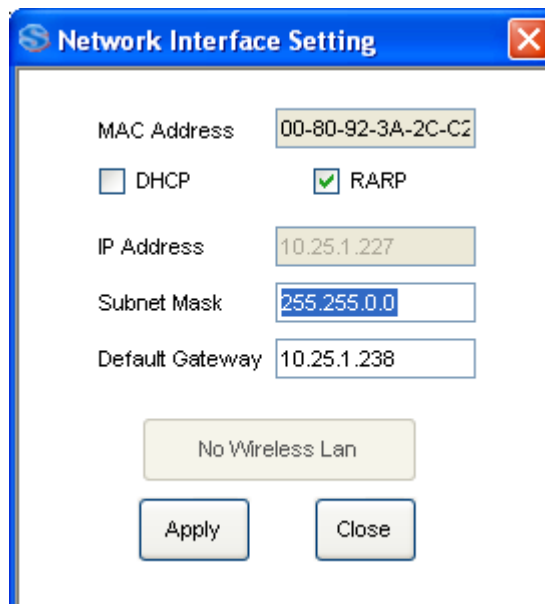 Network Interface Setting
MAC Address 00-80-92-3A-2C-C2
DHCP RARP
IP Address 10.25.1.227
Subnet Mask 255.255.0.0
Default Gateway 10.25.1.238
No Wireless Lan
Apply Close